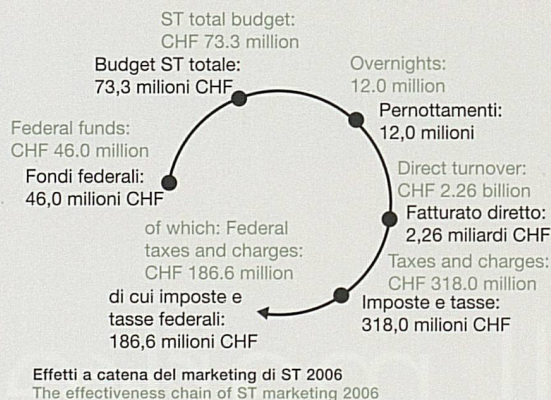 ST total budget:
CHF 73.3 million
Budget ST totale:
73,3 milioni CHF
Overnights:
12.0 million
Pernottamenti:
12,0 milioni
Federal funds:
CHF 46.0 million
Fondi federali:
46,0 milioni CHF
Direct turnover:
CHF 2.26 billion
Fatturato diretto:
2,26 miliardi CHF
Taxes and charges:
CHF 318.0 million
Imposte e tasse:
318,0 milioni CHF
of which: Federal
taxes and charges:
CHF 186.6 million
di cui imposte e
tasse federali:
186,6 milioni CHF
Effetti a catena del marketing di ST 2006
The effectiveness chain of ST marketing 2006